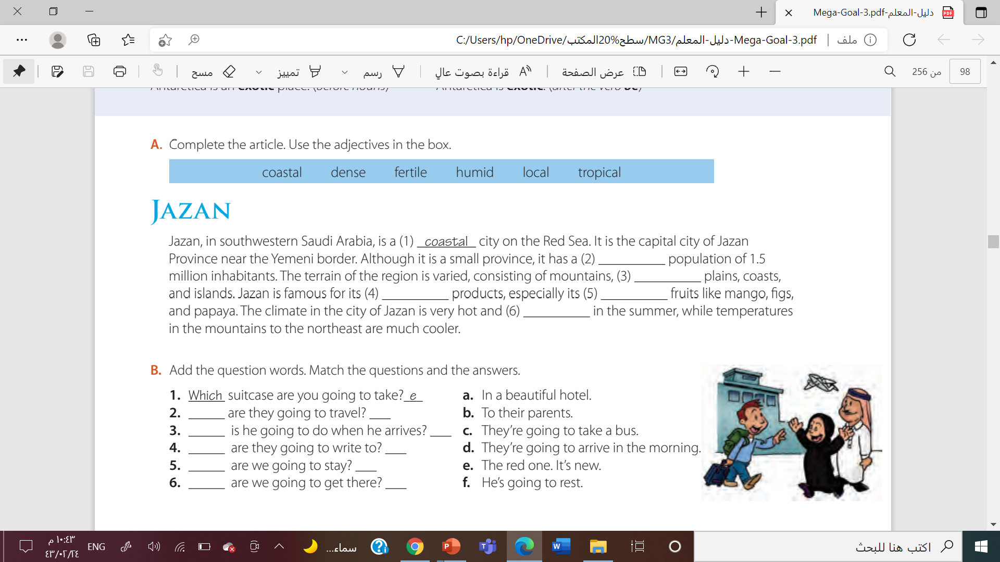 دليل-المعلم-Mega-Goal-3.pdf
ملف
C:/Users/hp/OneDrive/سطح%20المكتب/MG3/دليل-المعلم-Mega-Goal-3.pdf
98
من 256
عرض الصفحة
قراءة بصوت عالٍ
رسم
تمييز
مسح
Antarctica is an exotic place. (before nouns) Antarctica is exotic. (after the verb be)
A. Complete the article. Use the adjectives in the box.
coastal dense fertile humid local tropical
JAZAN
Jazan, in southwestern Saudi Arabia, is a (1) _coastal_ city on the Red Sea. It is the capital city of Jazan
Province near the Yemeni border. Although it is a small province, it has a (2) __________ population of 1.5
million inhabitants. The terrain of the region is varied, consisting of mountains, (3) __________ plains, coasts,
and islands. Jazan is famous for its (4) __________ products, especially its (5) __________ fruits like mango, figs,
and papaya. The climate in the city of Jazan is very hot and (6) __________ in the summer, while temperatures
in the mountains to the northeast are much cooler.
B. Add the question words. Match the questions and the answers.
1. Which suitcase are you going to take? _e_
2. _____ are they going to travel? ___
3. _____ is he going to do when he arrives? ___
4. _____ are they going to write to? ___
5. _____ are we going to stay? ___
6. _____ are we going to get there? ___
a. In a beautiful hotel.
b. To their parents.
c. They're going to take a bus.
d. They're going to arrive in the morning.
e. The red one. It's new.
f. He's going to rest.
اكتب هنا للبحث
سماء...
ENG
١٠:٤٣ م
٤٣/٠٢/٢٤